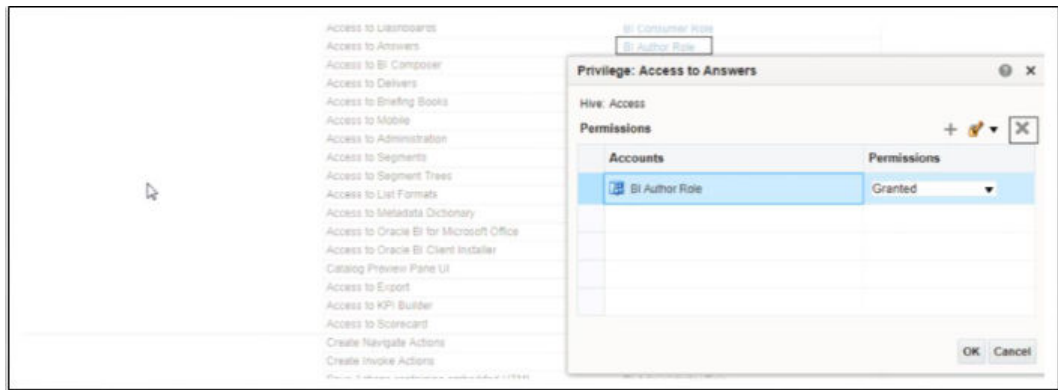 Access to Dashboards BI Consumer Role
Access to Answers BI Author Role
Access to BI Composer
Privilege: Access to Answers
Access to Delivers
Access to Briefing Books
Hive: Access
Access to Mobile
Permissions
Access to Administration
Access to Segments
Accounts Permissions
Access to Segment Trees
Access to List Formats
BI Author Role Granted
Access to Metadata Dictionary
Access to Oracle BI for Microsoft Office
Access to Oracle BI Client Installer
Catalog Preview Pane UI
Access to Export
Access to KPI Builder
Access to Scorecard
Create Navigate Actions
OK Cancel
Create Invoke Actions